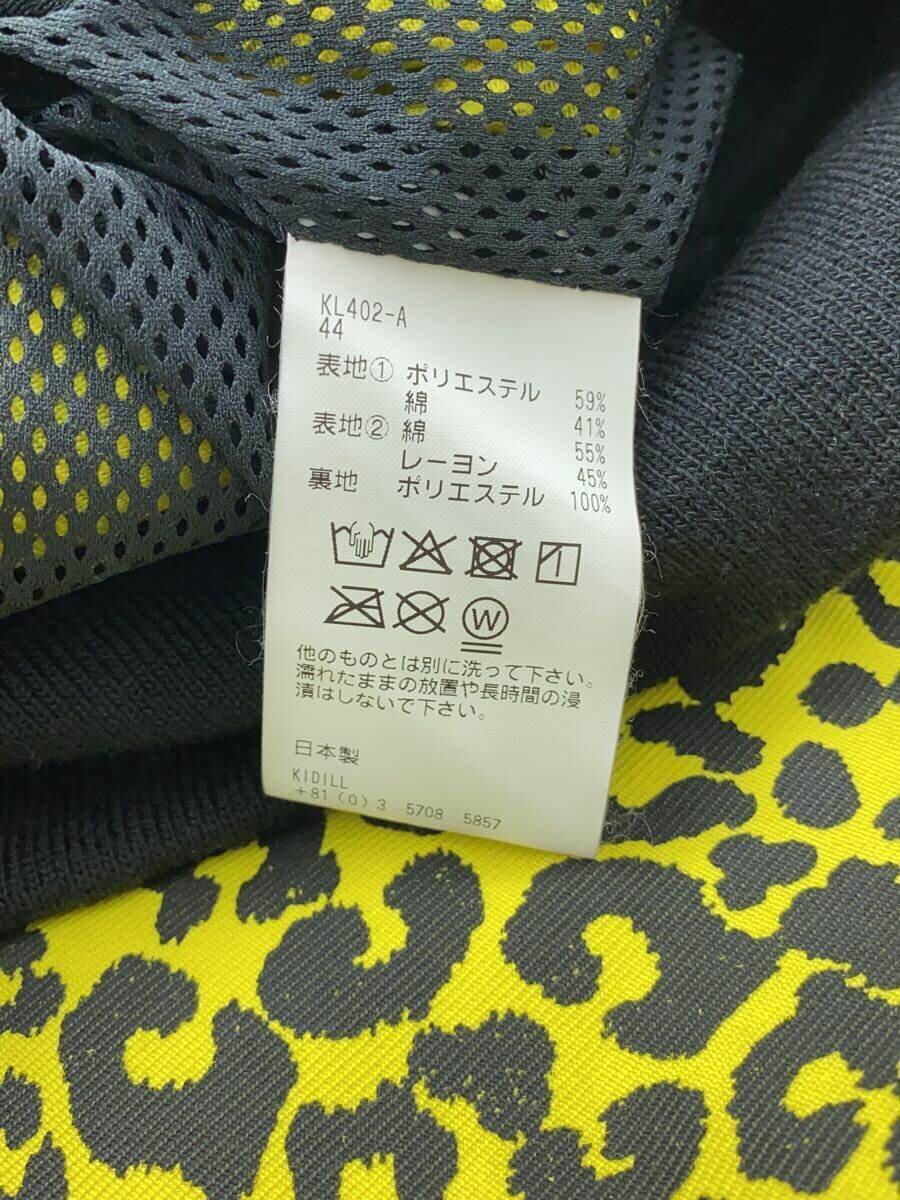 KL402-A
44
表地① ポリエステル 59%
綿 41%
表地② 綿 55%
レーヨン 45%
裏地 ポリエステル 100%
1
W
他のものとは別に洗って下さい。
濡れたままの放置や長時間の浸
漬はしないで下さい。
日本製
KIDILL
+81(0)3 5708 5857